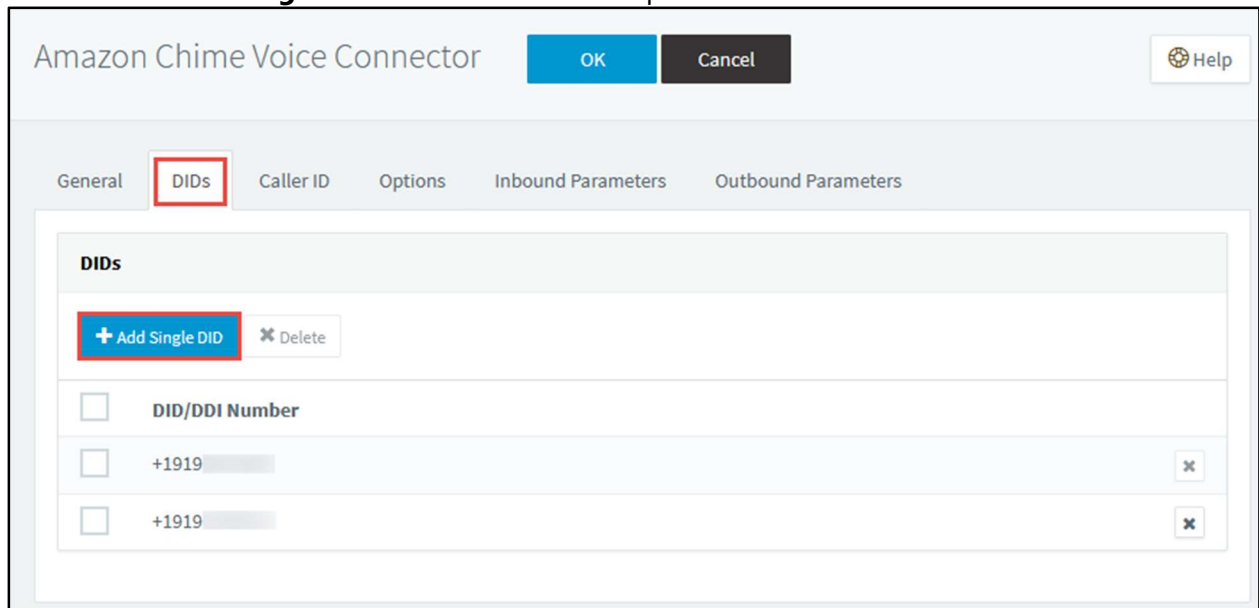 Amazon Chime Voice Connector OK Cancel Help
General DIDs Caller ID Options Inbound Parameters Outbound Parameters
DIDs
+ Add Single DID × Delete
DID/DDI Number
+1919
+1919